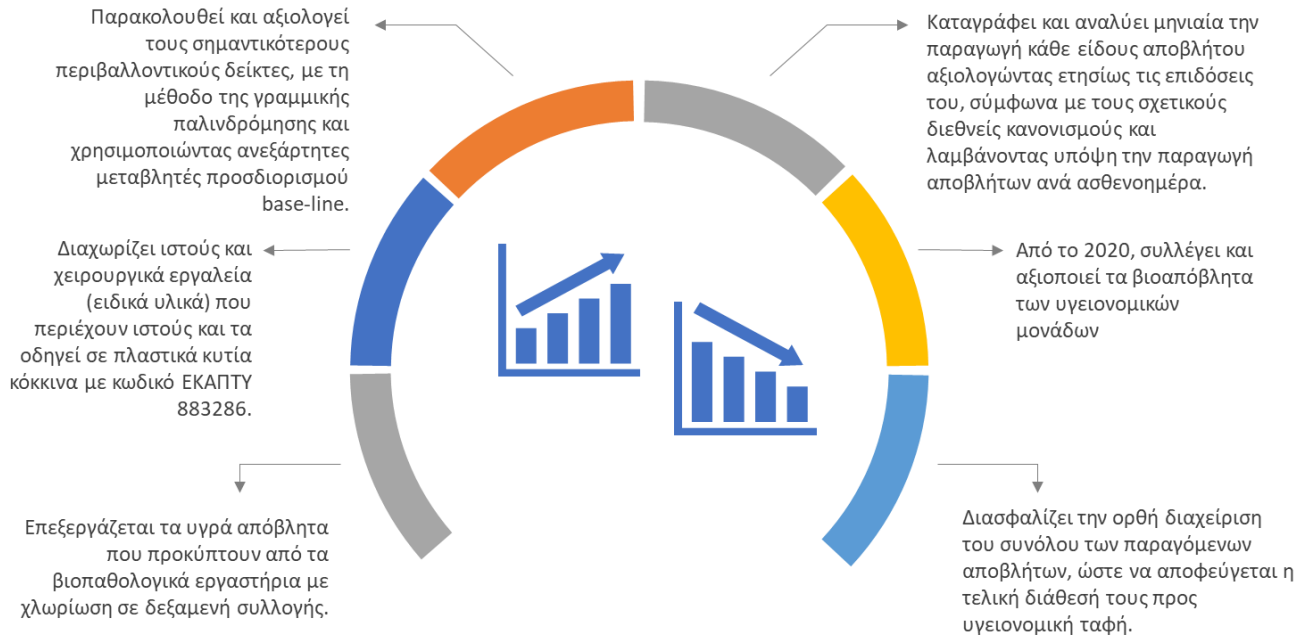 Παρακολουθεί και αξιολογεί
τους σημαντικότερους
περιβαλλοντικούς δείκτες, με τη
μέθοδο της γραμμικής
παλινδρόμησης και
χρησιμοποιώντας ανεξάρτητες
μεταβλητές προσδιορισμού
base-line.
Διαχωρίζει ιστούς και
χειρουργικά εργαλεία
(ειδικά υλικά) που
περιέχουν ιστούς και τα
οδηγεί σε πλαστικά κυτία
κόκκινα με κωδικό ΕΚΑΠΤΥ
883286.
Επεξεργάζεται τα υγρά απόβλητα
που προκύπτουν από τα
βιοπαθολογικά εργαστήρια με
χλωρίωση σε δεξαμενή συλλογής.
Καταγράφει και αναλύει μηνιαία την
παραγωγή κάθε είδους αποβλήτου
αξιολογώντας ετησίως τις επιδόσεις
του, σύμφωνα με τους σχετικούς
διεθνείς κανονισμούς και
λαμβάνοντας υπόψη την παραγωγή
αποβλήτων ανά ασθενοημέρα.
Από το 2020, συλλέγει και
αξιοποιεί τα βιοαπόβλητα
των υγειονομικών
μονάδων
Διασφαλίζει την ορθή διαχείριση
του συνόλου των παραγόμενων
αποβλήτων, ώστε να αποφεύγεται η
τελική διάθεσή τους προς
υγειονομική ταφή.